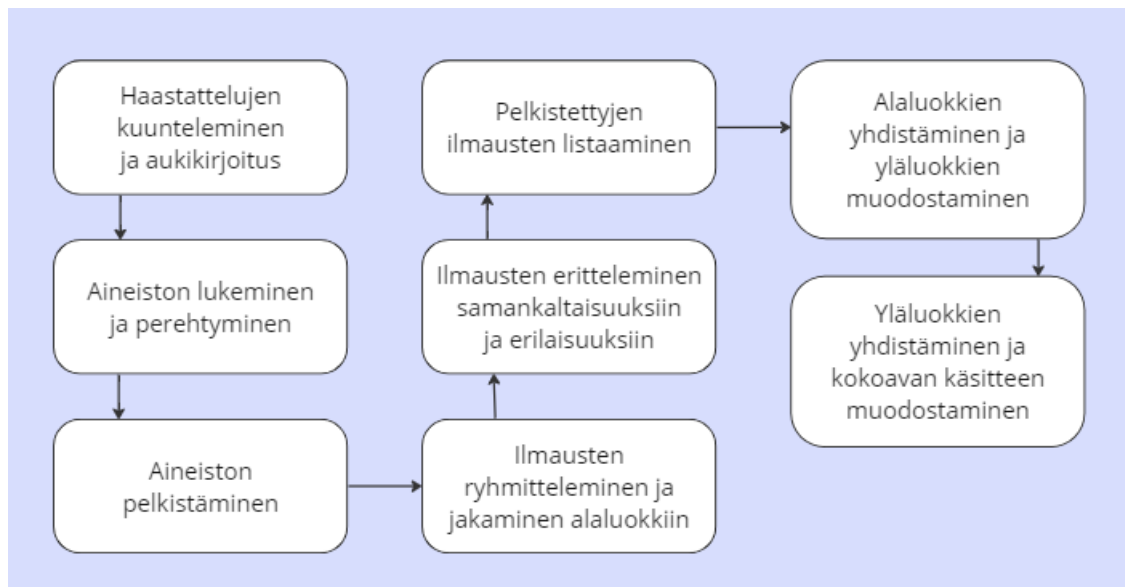 Haastattelujen
kuunteleminen
ja aukikirjoitus
Aineiston lukeminen
ja perehtyminen
Aineiston
pelkistäminen
Ilmausten
ryhmitteleminen ja
jakaminen alaluokkiin
Ilmausten eritteleminen
samankaltaisuuksiin
ja erilaisuuksiin
Pelkistettyjen
ilmausten listaaminen
Alaluokkien
yhdistäminen ja
yläluokkien
muodostaminen
Yläluokkien
yhdistäminen ja
kokoavan käsitteen
muodostaminen